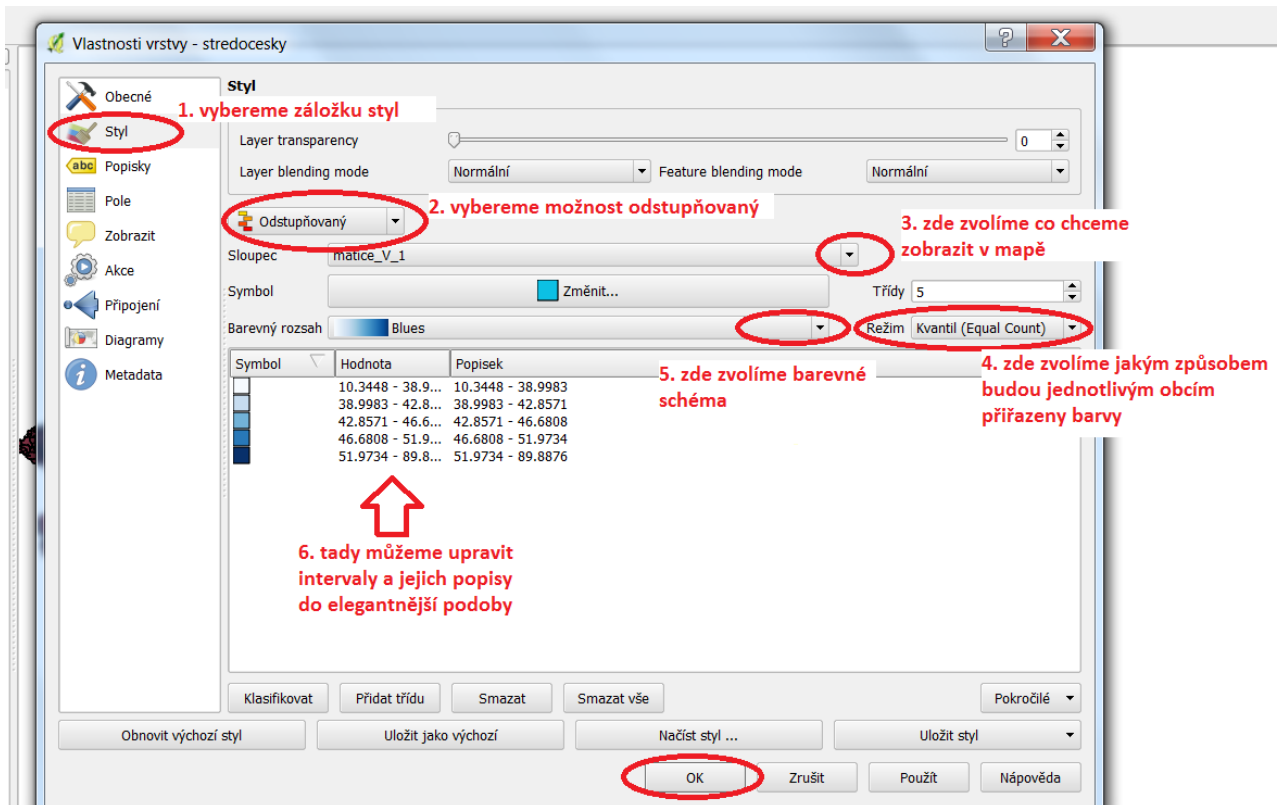 Vlastnosti vrstvy - stredocesky
Obecné
Styl
Popisky
Pole
Zobrazit
Akce
Připojení
Diagramy
Metadata
Styl
1. vybereme záložku styl
Layer transparency
0
Layer blending mode
Normální
Feature blending mode
Normální
Odstupňovaný
2. vybereme možnost odstupňovaný
3. zde zvolíme co chceme
zobrazit v mapě
Sloupec
matice_V_1
Symbol
Změnit...
Třídy
5
Barevný rozsah
Blues
Režim
Kvantil (Equal Count)
Symbol Hodnota Popisek
10.3448 - 38.9... 10.3448 - 38.9983
38.9983 - 42.8... 38.9983 - 42.8571
42.8571 - 46.6... 42.8571 - 46.6808
46.6808 - 51.9... 46.6808 - 51.9734
51.9734 - 89.8... 51.9734 - 89.8876
5. zde zvolíme barevné
schéma
4. zde zvolíme jakým způsobem
budou jednotlivým obcím
přiřazeny barvy
6. tady můžeme upravit
intervaly a jejich popisy
do elegantnější podoby
Klasifikovat Přidat třídu Smazat Smazat vše Pokročilé
Obnovit výchozí styl Uložit jako výchozí Načíst styl ... Uložit styl
OK Zrušit Použít Nápověda